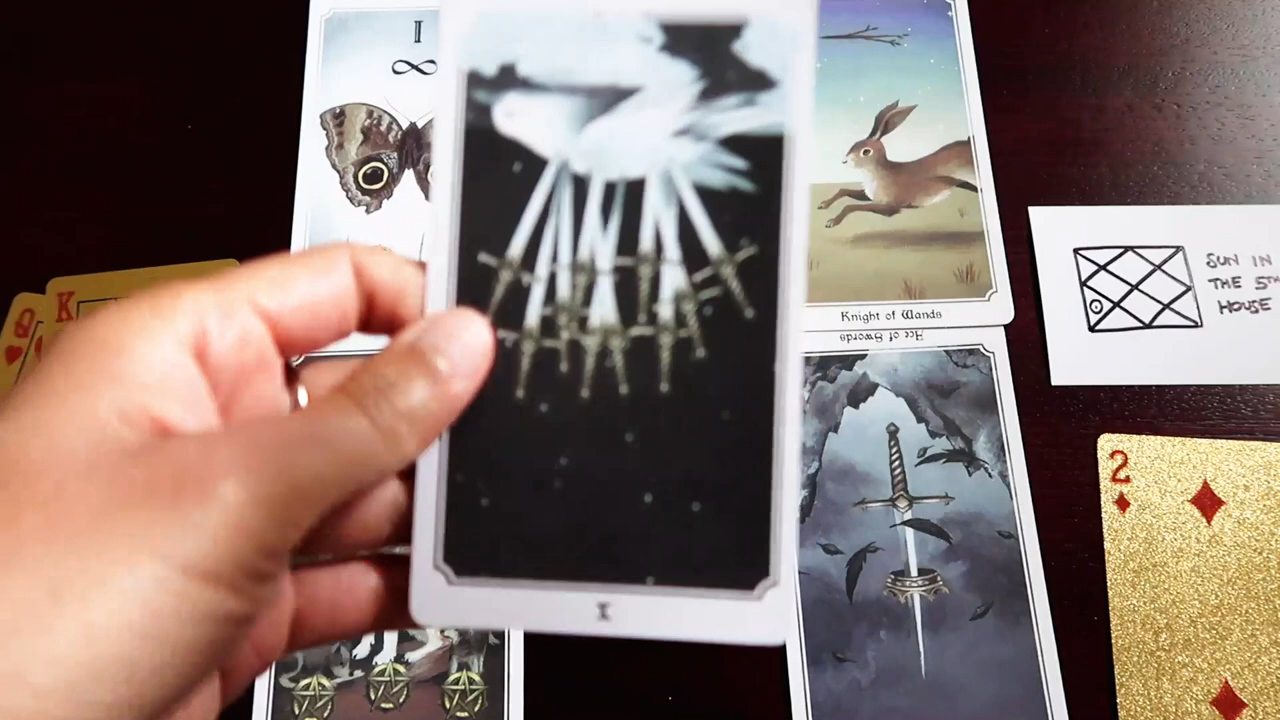 I
∞
Q
K
Knight of Wands
Ace of Swords
X
SUN IN
THE 5TH
HOUSE
2